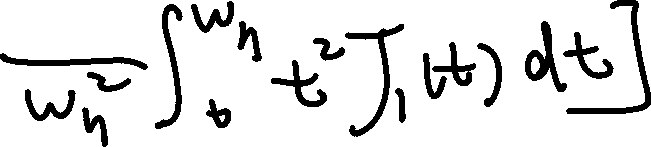 \frac{}{w_n^2} \int_0^{w_n} t^2 J_1(t) dt ]